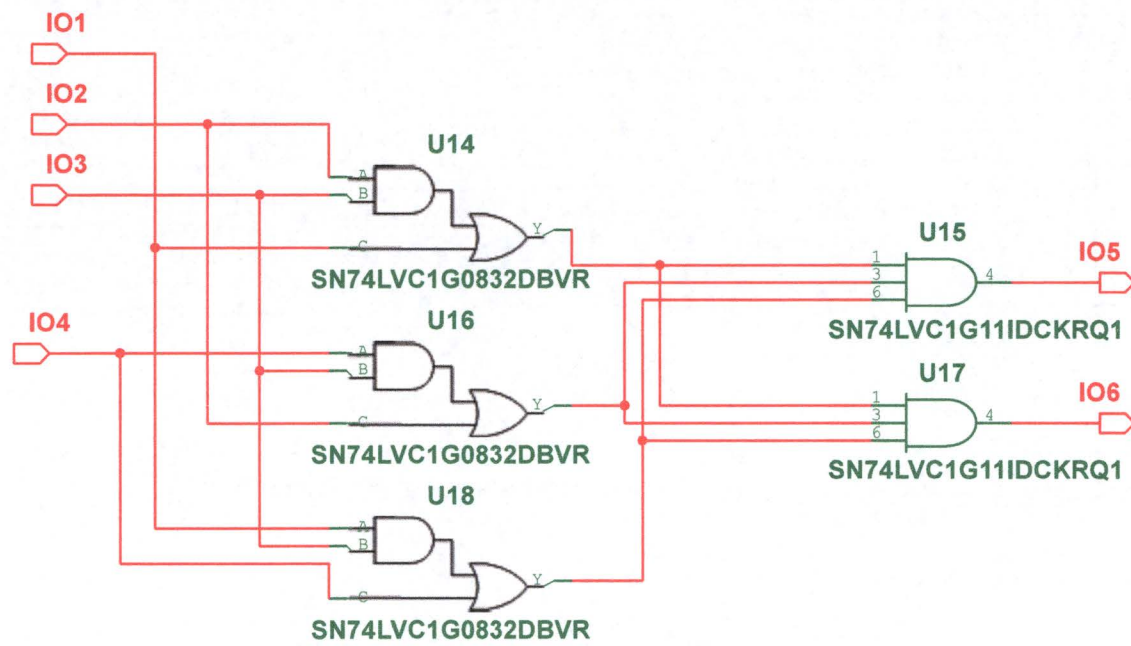 IO1
IO2
IO3
IO4
U14
A
B
C
Y
SN74LVC1G0832DBVR
U16
A
B
C
Y
SN74LVC1G0832DBVR
U18
A
B
C
Y
SN74LVC1G0832DBVR
U15
1
3
6
4
SN74LVC1G11IDCKRQ1
IO5
U17
1
3
6
4
SN74LVC1G11IDCKRQ1
IO6